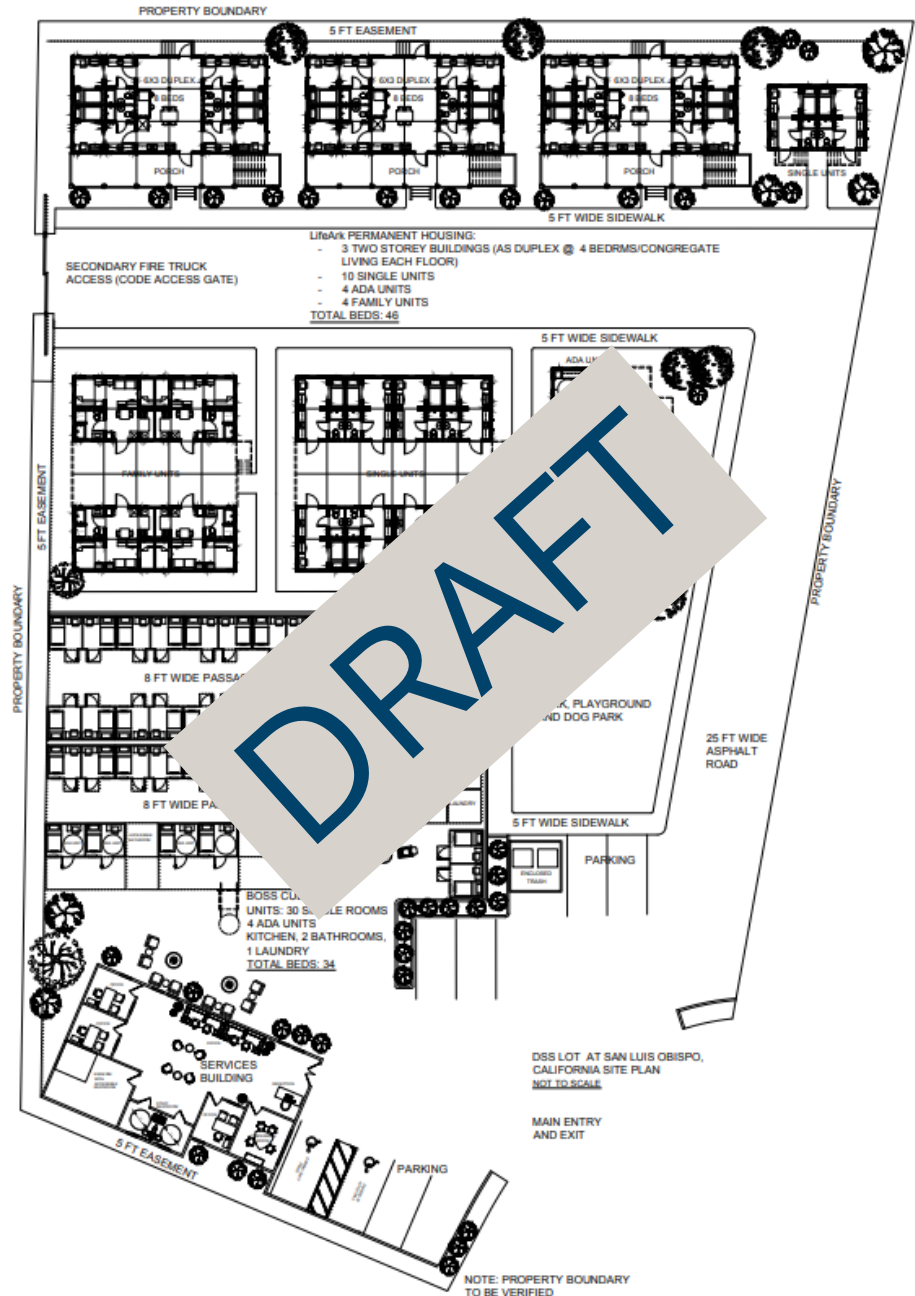 PROPERTY BOUNDARY
5 FT EASEMENT
6X3 DUPLEX
8 BEDS
6X3 DUPLEX
8 BEDS
6X3 DUPLEX
8 BEDS
PORCH
PORCH
PORCH
SINGLE UNITS
5 FT WIDE SIDEWALK
LifeArk PERMANENT HOUSING:
- 3 TWO STOREY BUILDINGS (AS DUPLEX @ 4 BEDRMS/CONGREGATE
LIVING EACH FLOOR)
- 10 SINGLE UNITS
- 4 ADA UNITS
- 4 FAMILY UNITS
TOTAL BEDS: 46
SECONDARY FIRE TRUCK
ACCESS (CODE ACCESS GATE)
5 FT WIDE SIDEWALK
ADA
FAMILY UNITS
SINGLE UNITS
5 FT EASEMENT
PROPERTY BOUNDARY
PROPERTY BOUNDARY
DRAFT
8 FT WIDE
PLAYGROUND
DOG PARK
25 FT WIDE
ASPHALT
ROAD
8 FT WIDE
LAUNDRY
5 FT WIDE SIDEWALK
PARKING
ENCLOSED
TRASH
BOSS
UNITS: 30 ROOMS
4 ADA UNITS
KITCHEN, 2 BATHROOMS,
1 LAUNDRY
TOTAL BEDS: 34
SERVICES
BUILDING
DSS LOT AT SAN LUIS OBISPO,
CALIFORNIA SITE PLAN
NOT TO SCALE
MAIN ENTRY
AND EXIT
5 FT EASEMENT
PARKING
NOTE: PROPERTY BOUNDARY
TO BE VERIFIED